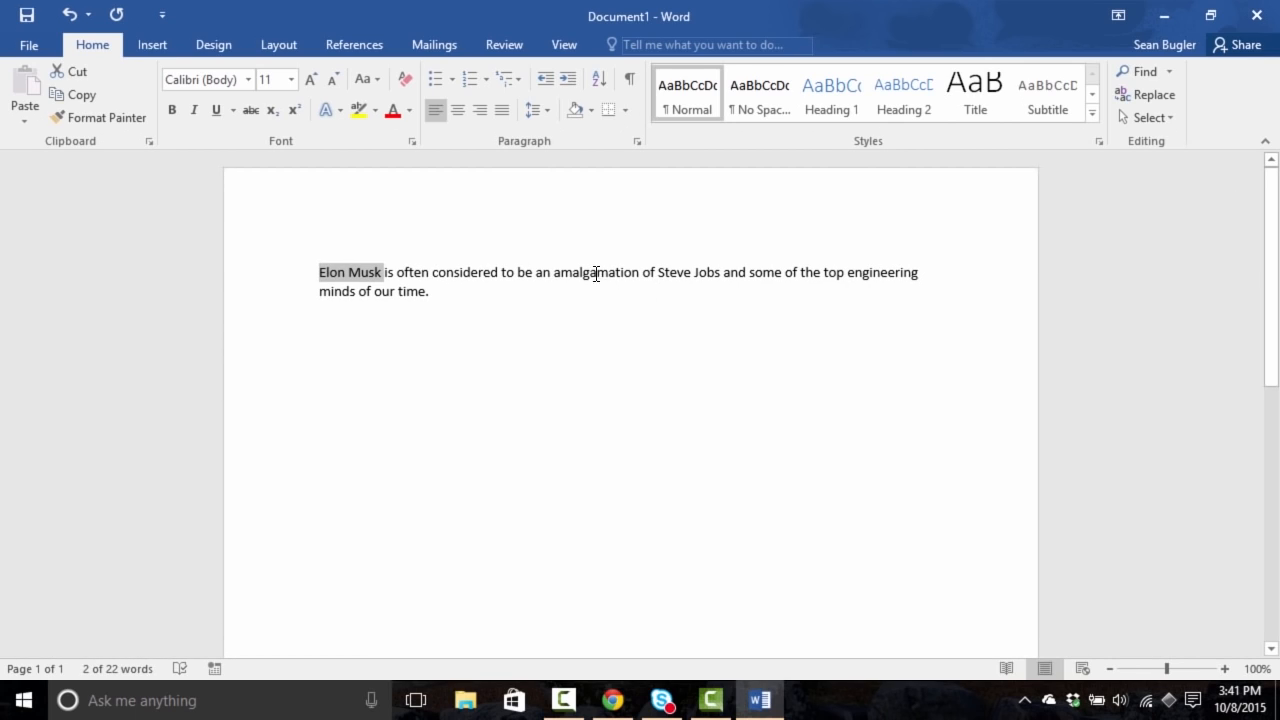 Document1 - Word
File Home Insert Design Layout References Mailings Review View Tell me what you want to do... Sean Bugler Share
Paste
Cut
Copy
Format Painter
Clipboard
Calibri (Body) 11 Aa
B I U abc x₂ x² A A
Font
Paragraph
AaBbCcDc AaBbCcDc AaBbCc AaBbCcD AaB AaBbCcD
¶ Normal ¶ No Spac... Heading 1 Heading 2 Title Subtitle
Styles
Find
Replace
Select
Editing
Elon Musk is often considered to be an amalgamation of Steve Jobs and some of the top engineering
minds of our time.
Page 1 of 1 2 of 22 words 100%
Ask me anything
3:41 PM
10/8/2015